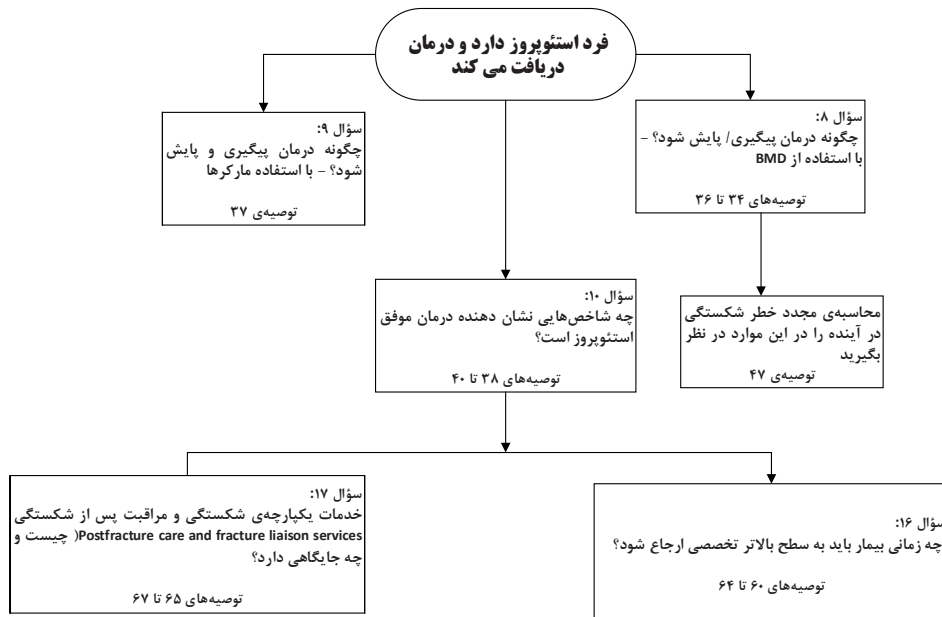 فرد استئوپروز دارد و درمان
دریافت می کند
سؤال ۸:
چگونه درمان پیگیری/ پایش شود؟ –
با استفاده از BMD
توصیه‌های ۳۴ تا ۳۶
سؤال ۹:
چگونه درمان پیگیری و پایش
شود؟ – با استفاده مارکرها
توصیه‌ی ۳۷
سؤال ۱۰:
چه شاخص‌هایی نشان دهنده درمان موفق
استئوپروز است؟
توصیه‌های ۳۸ تا ۴۰
محاسبه‌ی مجدد خطر شکستگی
در آینده را در این موارد در نظر
بگیرید
توصیه‌ی ۴۷
سؤال ۱۶:
چه زمانی بیمار باید به سطح بالاتر تخصصی ارجاع شود؟
توصیه‌های ۶۰ تا ۶۴
سؤال ۱۷:
خدمات یکپارچه‌ی شکستگی و مراقبت پس از شکستگی
Postfracture care and fracture liaison services) چیست و
چه جایگاهی دارد؟
توصیه‌های ۶۵ تا ۶۷